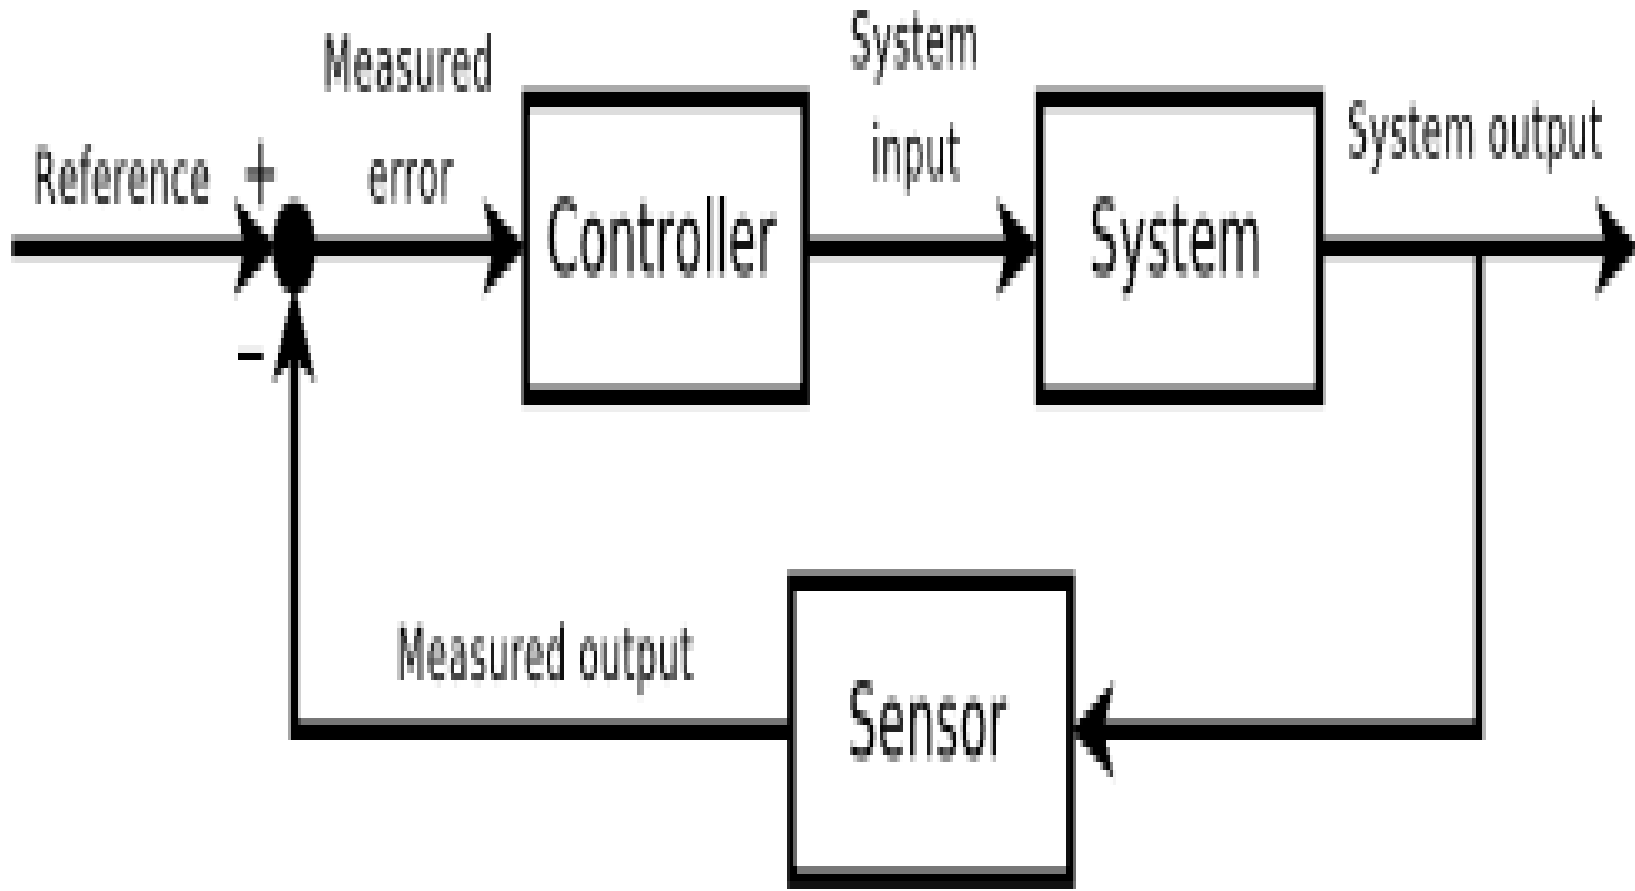 Measured
error
System
input
System output
Reference
+
Controller
System
−
Measured output
Sensor